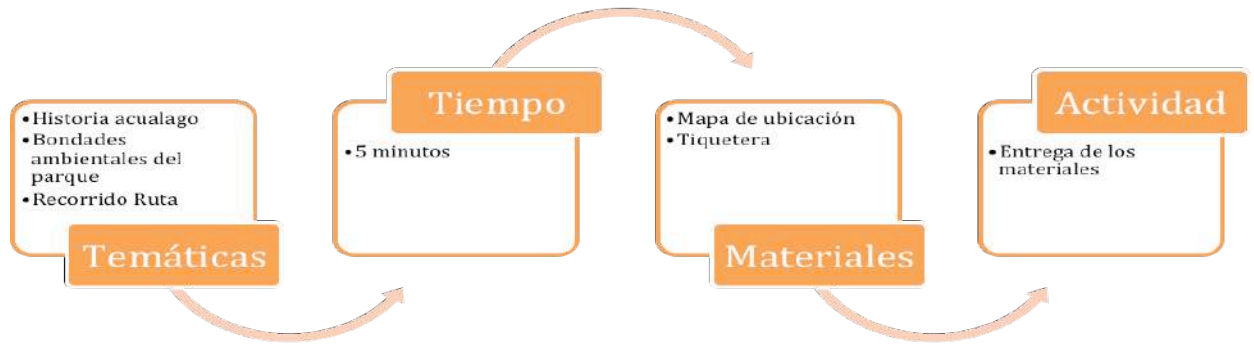 • Historia acualago
• Bondades
ambientales del
parque
• Recorrido Ruta
Temáticas
Tiempo
• 5 minutos
• Mapa de ubicación
• Tiquetera
Materiales
Actividad
• Entrega de los
materiales